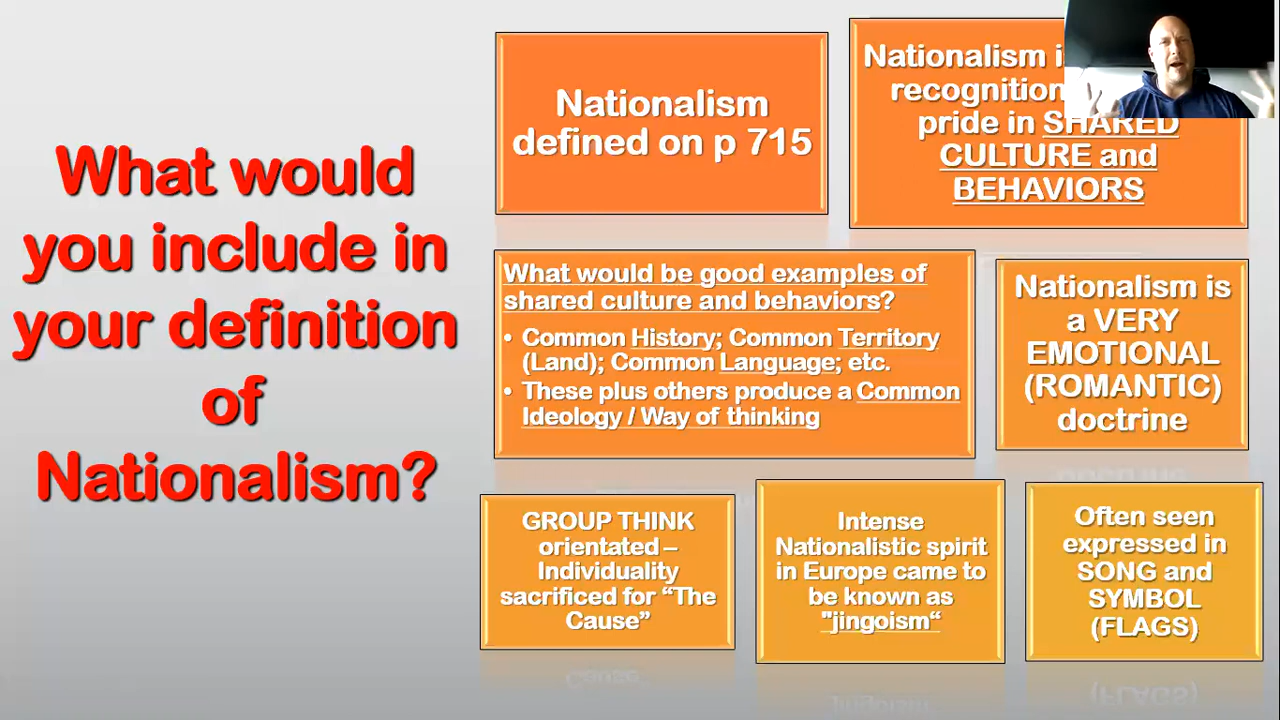 What would
you include in
your definition
of
Nationalism?
Nationalism
defined on p 715
Nationalism
recognition
pride in SHARED
CULTURE and
BEHAVIORS
What would be good examples of
shared culture and behaviors?
• Common History; Common Territory
(Land); Common Language; etc.
• These plus others produce a Common
Ideology / Way of thinking
Nationalism is
a VERY
EMOTIONAL
(ROMANTIC)
doctrine
GROUP THINK
orientated –
Individuality
sacrificed for “The
Cause”
Intense
Nationalistic spirit
in Europe came to
be known as
"jingoism“
Often seen
expressed in
SONG and
SYMBOL
(FLAGS)